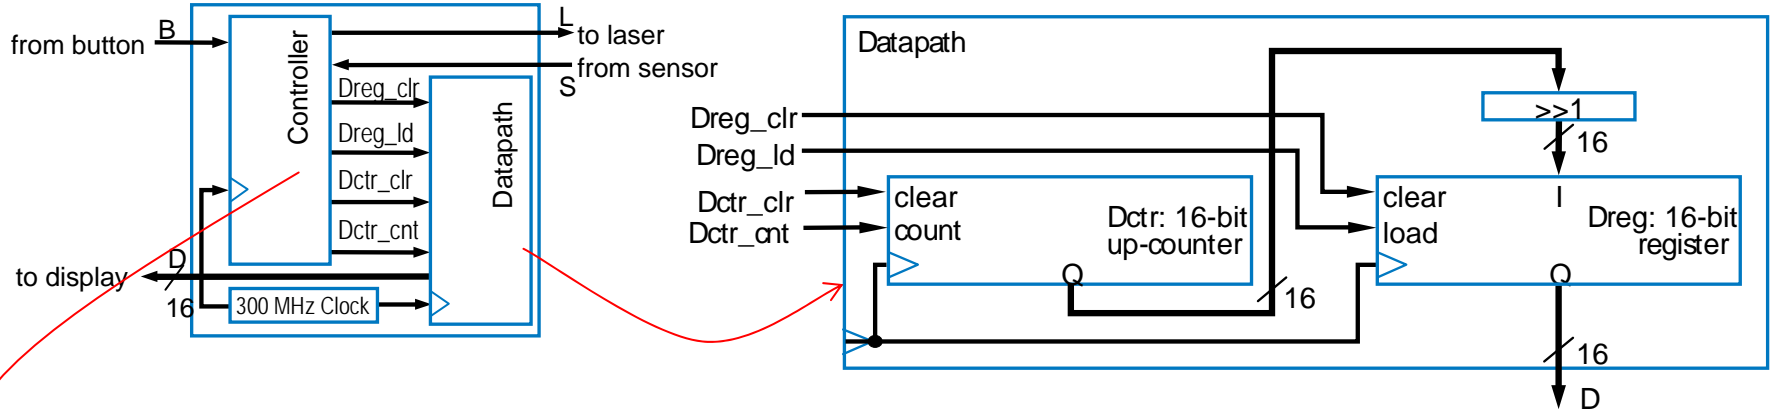 B
from button
Controller
L
to laser
from sensor
S
Dreg_clr
Dreg_ld
Dctr_clr
Dctr_cnt
Datapath
D
to display
16
300 MHz Clock
Datapath
>>1
16
Dreg_clr
Dreg_ld
Dctr_clr
Dctr_cnt
clear
count
Dctr: 16-bit
up-counter
Q
16
clear
load
I
Dreg: 16-bit
register
Q
16
D